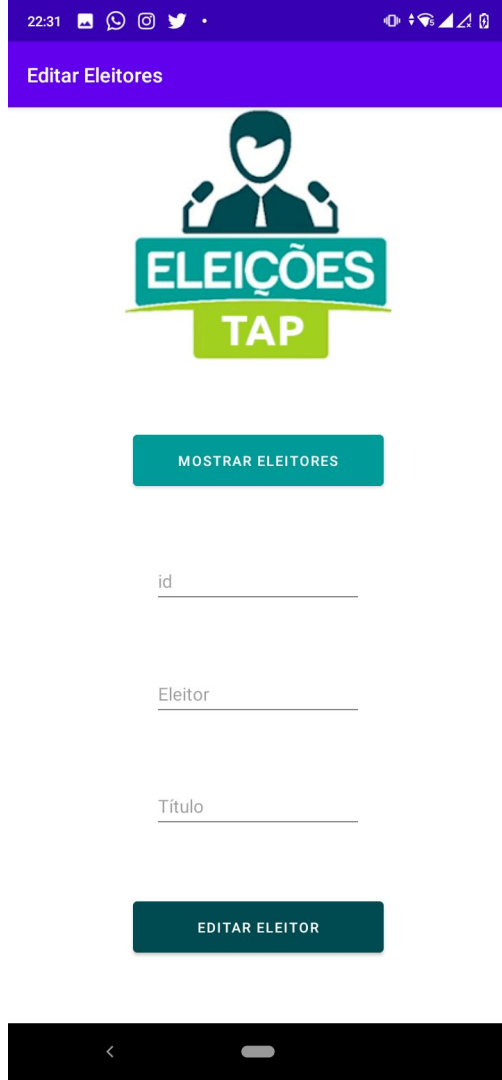 22:31
Editar Eleitores
ELEIÇÕES
TAP
MOSTRAR ELEITORES
id
Eleitor
Título
EDITAR ELEITOR